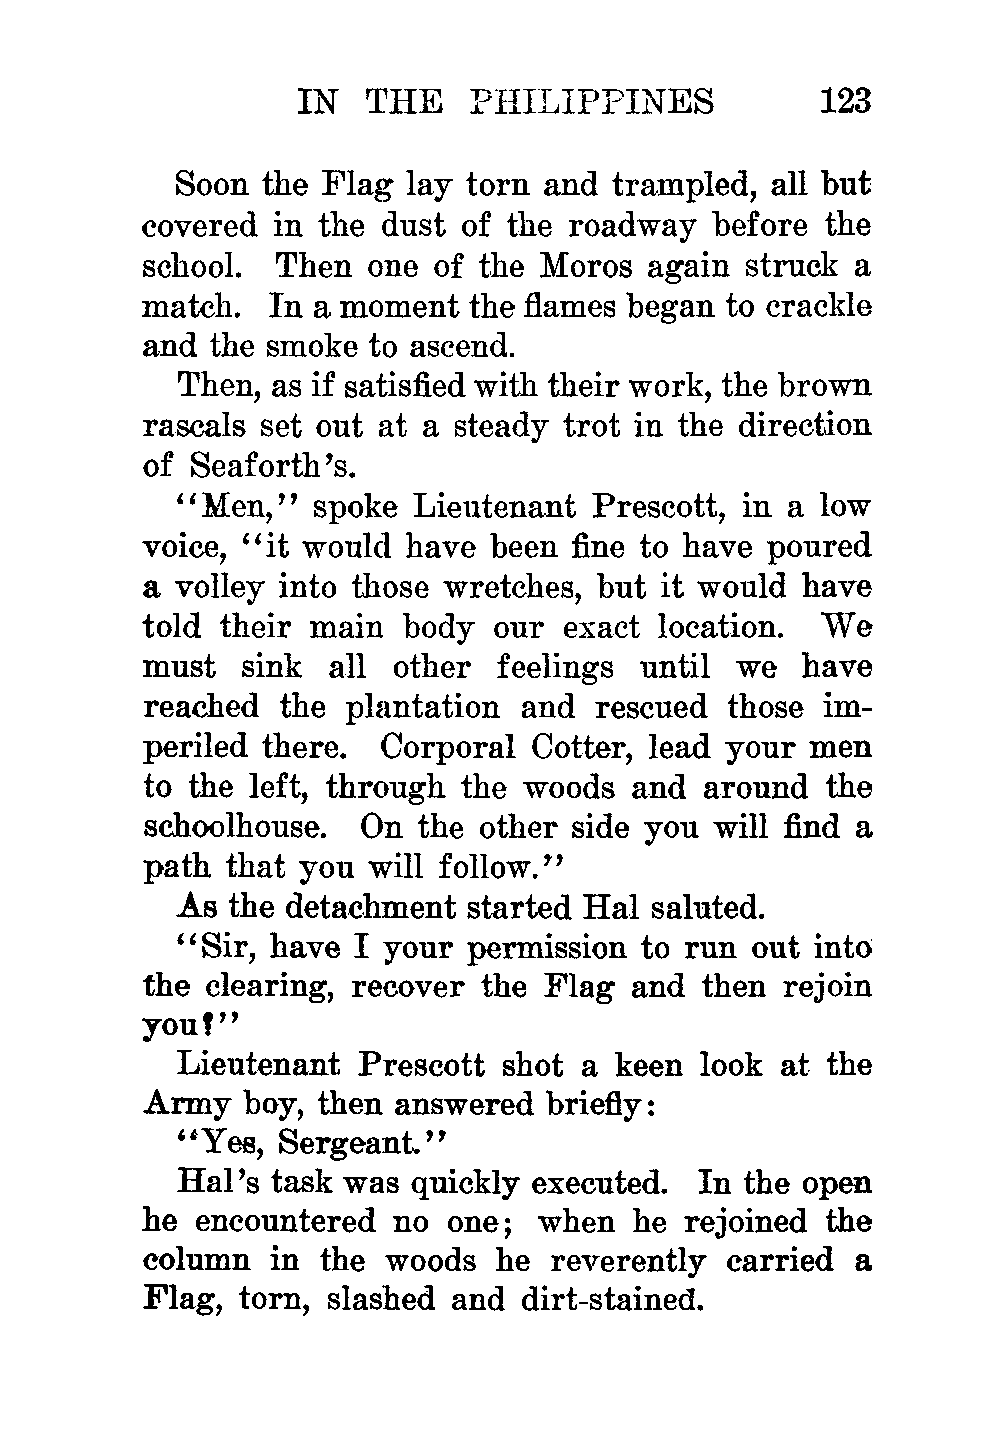 IN THE PHILIPPINES 123
Soon the Flag lay torn and trampled, all but
covered in the dust of the roadway before the
school. Then one of the Moros again struck a
match. In a moment the flames began to crackle
and the smoke to ascend.
Then, as if satisfied with their work, the brown
rascals set out at a steady trot in the direction
of Seaforth's.
"Men," spoke Lieutenant Prescott, in a low
voice, "it would have been fine to have poured
a volley into those wretches, but it would have
told their main body our exact location. We
must sink all other feelings until we have
reached the plantation and rescued those im-
periled there. Corporal Cotter, lead your men
to the left, through the woods and around the
schoolhouse. On the other side you will find a
path that you will follow."
As the detachment started Hal saluted.
"Sir, have I your permission to run out into
the clearing, recover the Flag and then rejoin
you?"
Lieutenant Prescott shot a keen look at the
Army boy, then answered briefly:
"Yes, Sergeant."
Hal's task was quickly executed. In the open
he encountered no one; when he rejoined the
column in the woods he reverently carried a
Flag, torn, slashed and dirt-stained.